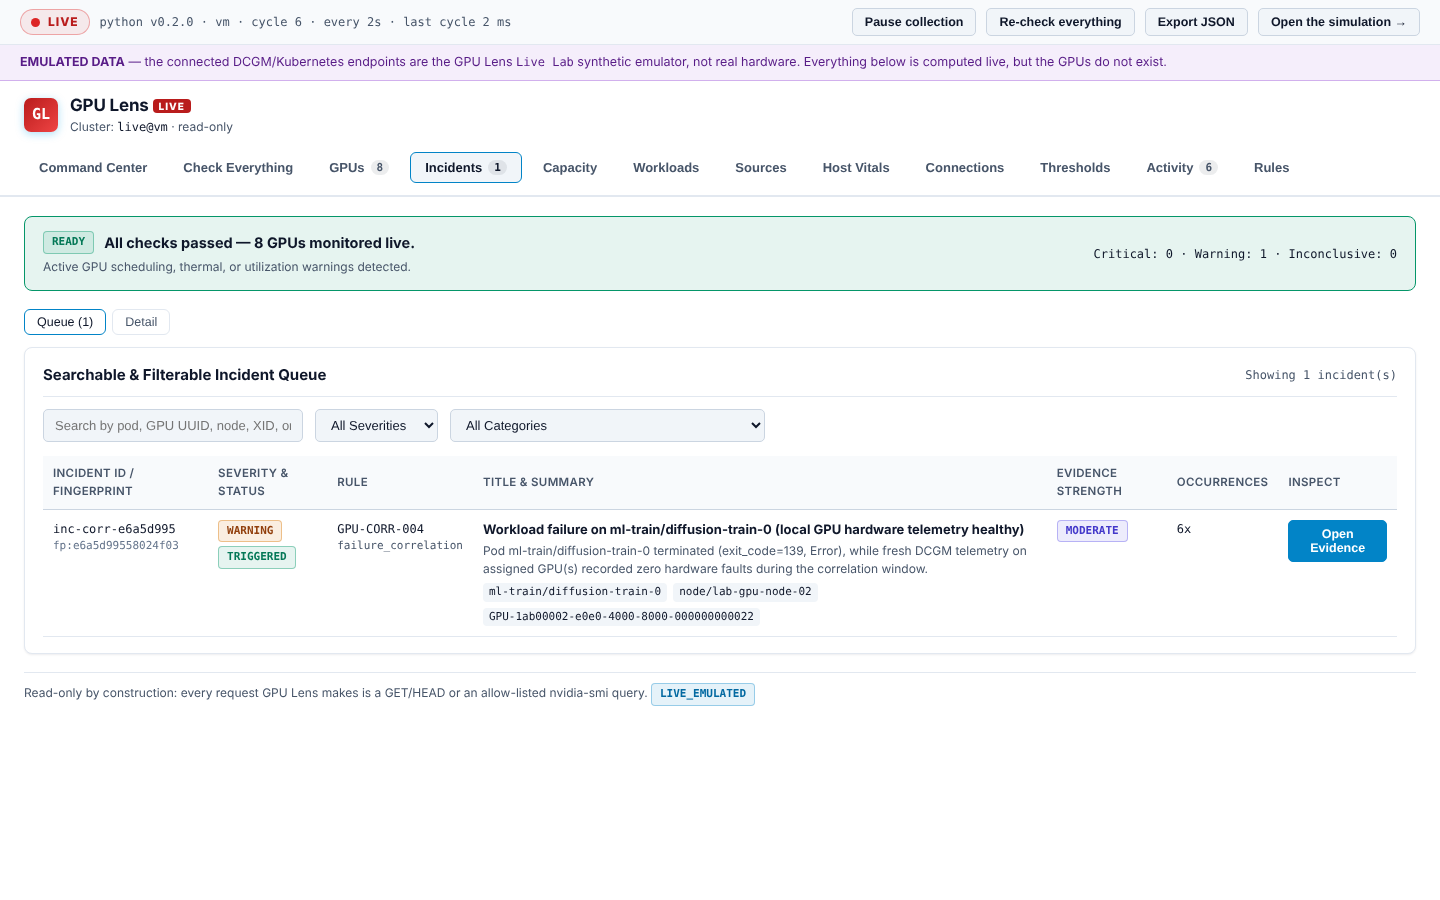 LIVE python v0.2.0 · vm · cycle 6 · every 2s · last cycle 2 ms Pause collection Re-check everything Export JSON Open the simulation →
EMULATED DATA — the connected DCGM/Kubernetes endpoints are the GPU Lens Live Lab synthetic emulator, not real hardware. Everything below is computed live, but the GPUs do not exist.
GL GPU Lens LIVE
Cluster: live@vm · read-only
Command Center Check Everything GPUs 8 Incidents 1 Capacity Workloads Sources Host Vitals Connections Thresholds Activity 6 Rules
READY All checks passed — 8 GPUs monitored live.
Active GPU scheduling, thermal, or utilization warnings detected.
Critical: 0 · Warning: 1 · Inconclusive: 0
Queue (1) Detail
Searchable & Filterable Incident Queue Showing 1 incident(s)
Search by pod, GPU UUID, node, XID, or All Severities All Categories
INCIDENT ID / FINGERPRINT SEVERITY & STATUS RULE TITLE & SUMMARY EVIDENCE STRENGTH OCCURRENCES INSPECT
inc-corr-e6a5d995
fp:e6a5d99558024f03
WARNING
TRIGGERED
GPU-CORR-004
failure_correlation
Workload failure on ml-train/diffusion-train-0 (local GPU hardware telemetry healthy)
Pod ml-train/diffusion-train-0 terminated (exit_code=139, Error), while fresh DCGM telemetry on
assigned GPU(s) recorded zero hardware faults during the correlation window.
ml-train/diffusion-train-0 node/lab-gpu-node-02
GPU-1ab00002-e0e0-4000-8000-000000000022
MODERATE
6x
Open
Evidence
Read-only by construction: every request GPU Lens makes is a GET/HEAD or an allow-listed nvidia-smi query. LIVE_EMULATED